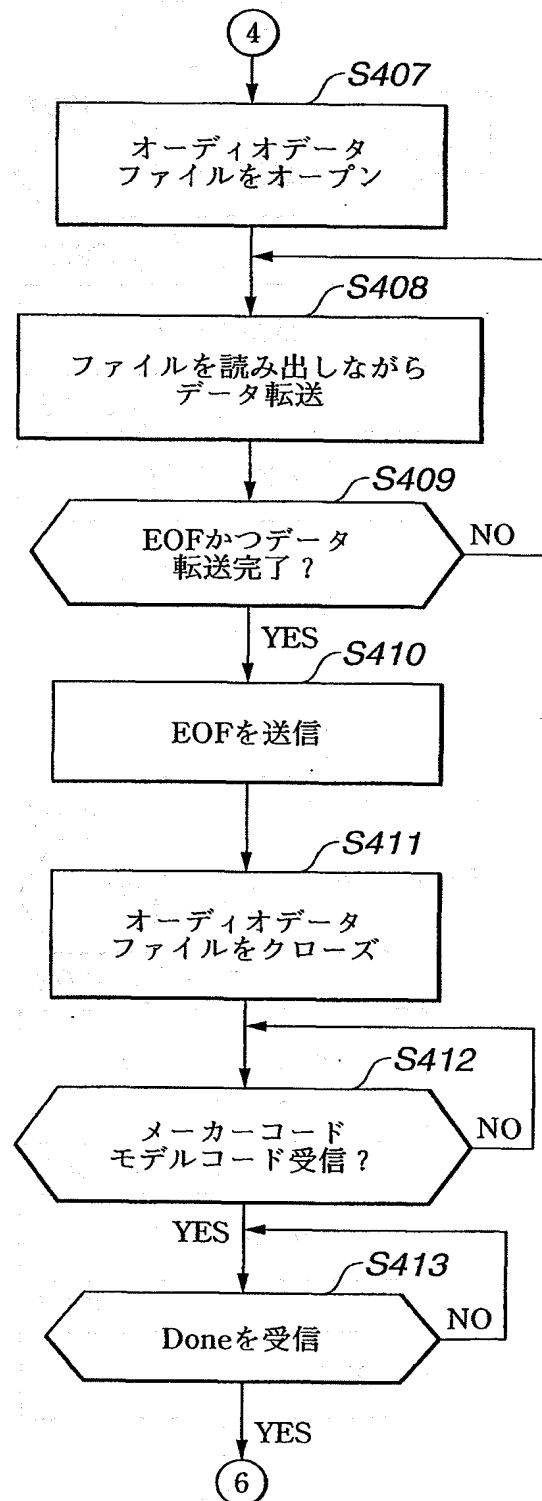 4
S407
オーディオデータ
ファイルをオープン
S408
ファイルを読み出しながら
データ転送
S409
EOFかつデータ
転送完了?
NO
YES
S410
EOFを送信
S411
オーディオデータ
ファイルをクローズ
S412
メーカーコード
モデルコード受信?
NO
YES
S413
Doneを受信
NO
YES
6